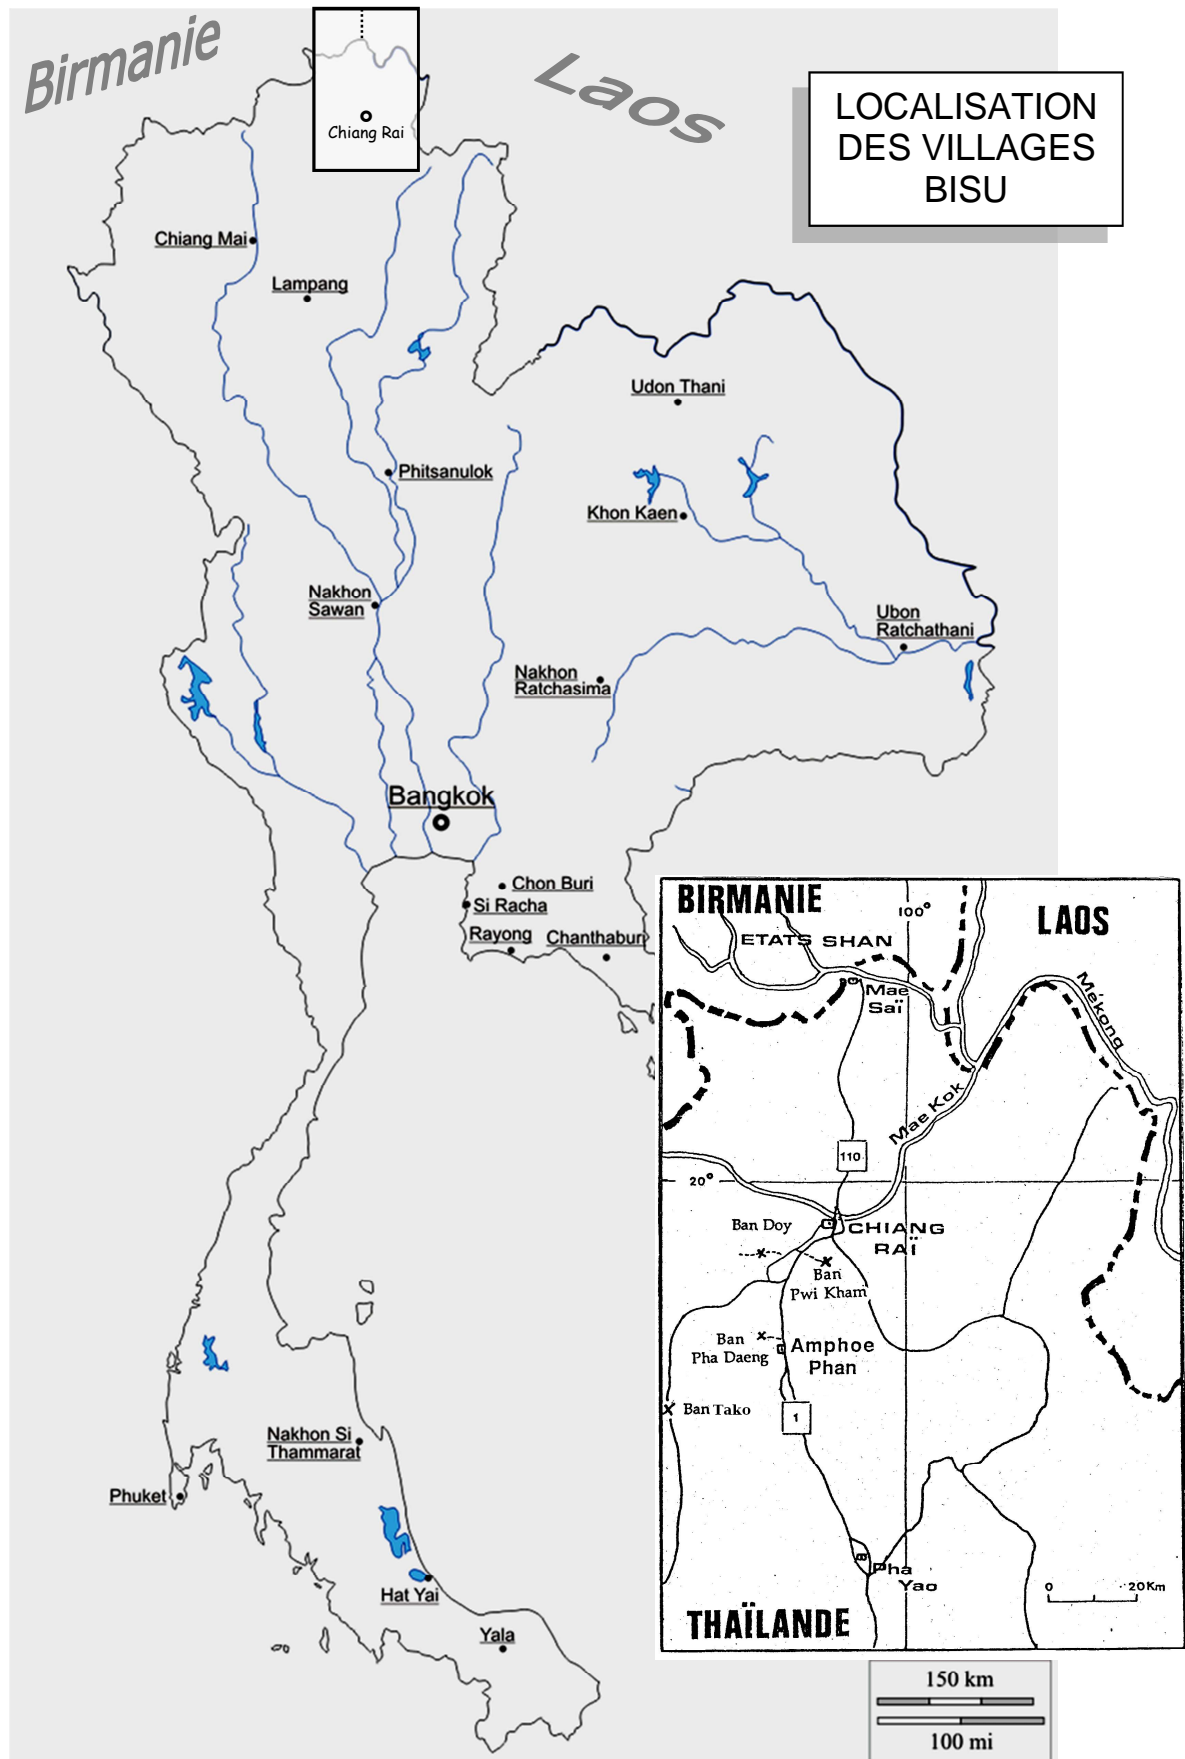 Birmanie
Laos
LOCALISATION
DES VILLAGES
BISU
Chiang Rai
Chiang Mai
Lampang
Udon Thani
Phitsanulok
Khon Kaen
Nakhon
Sawan
Ubon
Ratchathani
Nakhon
Ratchasima
Bangkok
Chon Buri
Si Racha
Rayong
Chanthaburi
Nakhon Si
Thammarat
Phuket
Hat Yai
Yala
BIRMANIE
100°
LAOS
ETATS SHAN
Mae
Saï
Mékong
Mae Kok
110
20°
Ban Doy
CHIANG
RAÏ
Ban
Pwi Kham
Ban
Pha Daeng
Amphoe
Phan
Ban Tako
1
Pha
Yao
0 20Km
THAÏLANDE
150 km
100 mi